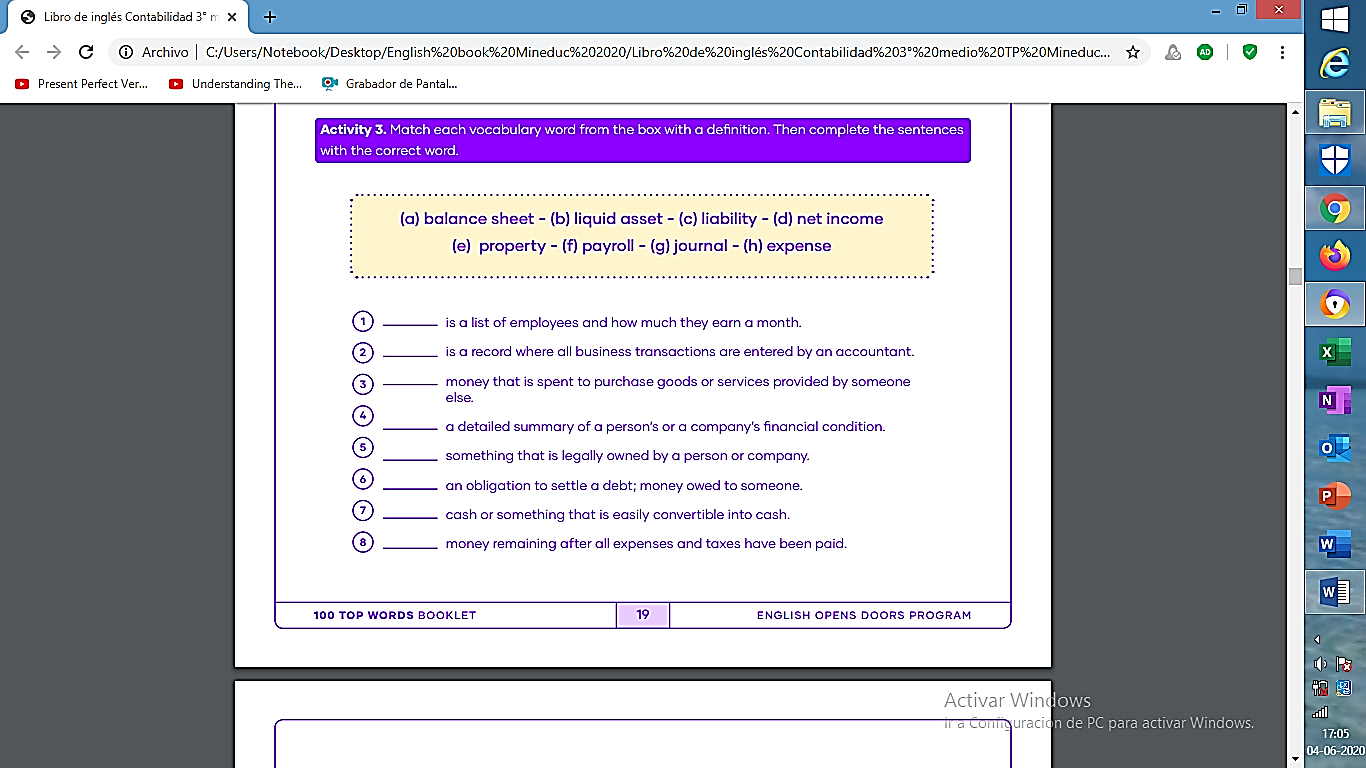 Libro de inglés Contabilidad 3° m
Archivo | C:/Users/Notebook/Desktop/English%20book%20Mineduc%202020/Libro%20de%20inglés%20Contabilidad%203°%20medio%20TP%20Mineduc...
Present Perfect Ver...
Understanding The...
Grabador de Pantal...
Activity 3. Match each vocabulary word from the box with a definition. Then complete the sentences
with the correct word.
(a) balance sheet - (b) liquid asset - (c) liability - (d) net income
(e) property - (f) payroll - (g) journal - (h) expense
1 ________ is a list of employees and how much they earn a month.
2 ________ is a record where all business transactions are entered by an accountant.
3 ________ money that is spent to purchase goods or services provided by someone
else.
4 ________ a detailed summary of a person's or a company's financial condition.
5 ________ something that is legally owned by a person or company.
6 ________ an obligation to settle a debt; money owed to someone.
7 ________ cash or something that is easily convertible into cash.
8 ________ money remaining after all expenses and taxes have been paid.
100 TOP WORDS BOOKLET
19
ENGLISH OPENS DOORS PROGRAM
Activar Windows
Ir a Configuración de PC para activar Windows.
17:05
04-06-2020